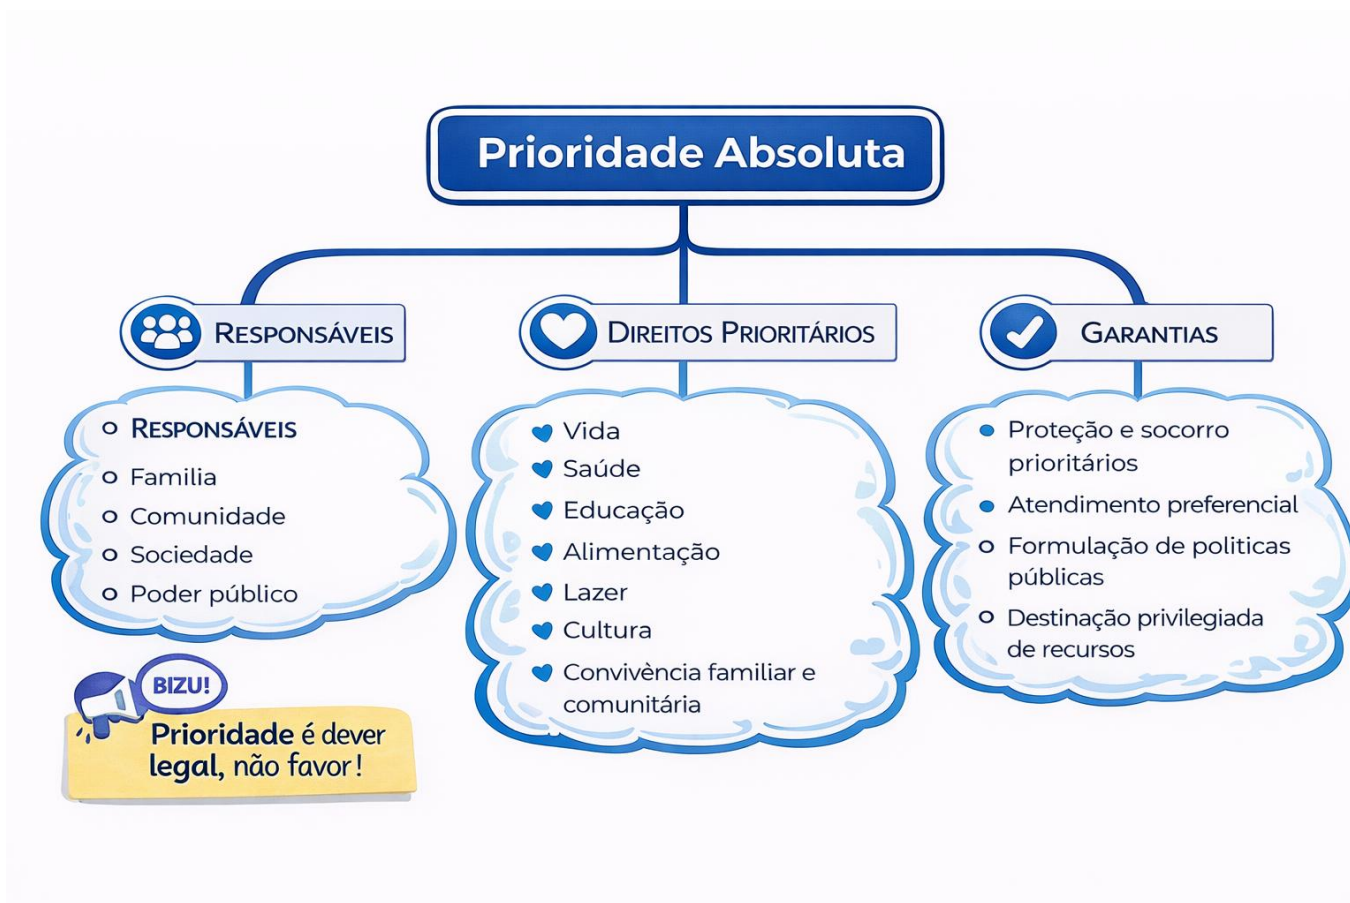 Prioridade Absoluta
RESPONSÁVEIS
RESPONSÁVEIS
Familia
Comunidade
Sociedade
Poder público
BIZU!
Prioridade é dever
legal, não favor!
DIREITOS PRIORITÁRIOS
Vida
Saúde
Educação
Alimentação
Lazer
Cultura
Convivència familiar e
comunitária
GARANTIAS
Proteção e socorro
prioritários
Atendimento preferencial
Formulação de politicas
públicas
Destinação privilegiada
de recursos